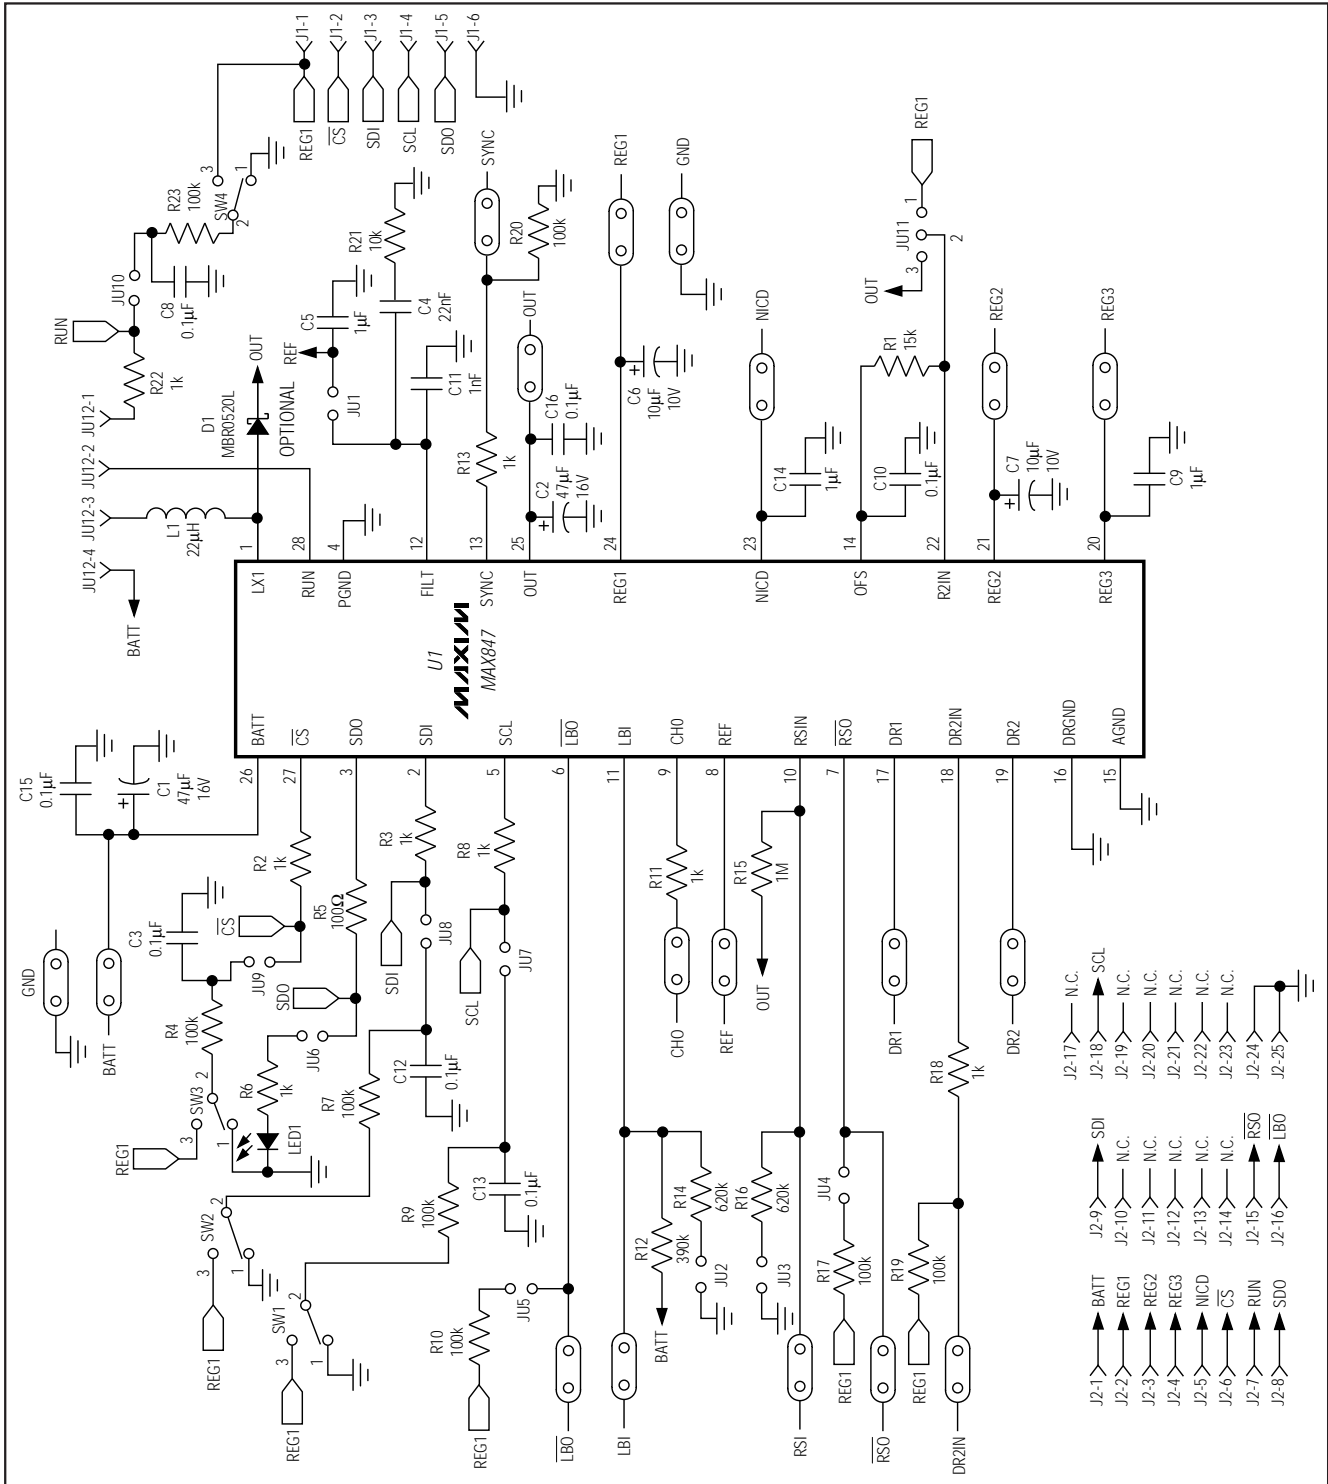 J1-1
J1-2
J1-3
J1-4
J1-5
J1-6
REG1
CS
SDI
SCL
SDO
SW4
3
1
2
R23
100k
JU10
C8
0.1µF
RUN
R22
1k
JU12-1
JU12-2
JU12-3
JU12-4
L1
22µH
BATT
D1
MBR0520L
OUT
OPTIONAL
REF
JU1
C5
1µF
R21
10k
C4
22nF
C11
1nF
SYNC
R20
100k
R13
1k
OUT
C16
0.1µF
C2
47µF
16V
REG1
GND
C6
10µF
10V
NICD
C14
1µF
REG1
1
JU11
2
3
OUT
R1
15k
C10
0.1µF
REG2
C7
10µF
10V
REG3
C9
1µF
1
28
4
12
13
25
24
23
14
22
21
20
LX1
RUN
PGND
FILT
SYNC
OUT
REG1
NICD
OFS
R2IN
REG2
REG3
U1
MAXIM
MAX847
BATT
CS
SDO
SDI
SCL
LBO
LBI
CH0
REF
RSIN
RSO
DR1
DR2IN
DR2
DRGND
AGND
26
27
3
2
5
6
11
9
8
10
7
17
18
19
16
15
C15
0.1µF
C1
47µF
16V
GND
BATT
R2
1k
CS
C3
0.1µF
JU9
R4
100k
SW3
2
3
1
REG1
R5
100Ω
SDO
JU6
R6
1k
LED1
R3
1k
SDI
JU8
C12
0.1µF
R7
100k
SW2
2
3
1
REG1
R8
1k
SCL
JU7
C13
0.1µF
R9
100k
SW1
2
3
1
REG1
JU5
R10
100k
REG1
LBO
LBI
R12
390k
BATT
R14
620k
JU2
R11
1k
CHO
REF
R15
1M
OUT
R16
620k
JU3
RSI
JU4
R17
100k
REG1
RSO
DR1
R18
1k
R19
100k
REG1
DR2IN
DR2
J2-1 BATT
J2-2 REG1
J2-3 REG2
J2-4 REG3
J2-5 NICD
J2-6 CS
J2-7 RUN
J2-8 SDO
J2-9 SDI
J2-10 N.C.
J2-11 N.C.
J2-12 N.C.
J2-13 N.C.
J2-14 N.C.
J2-15 RSO
J2-16 LBO
J2-17 N.C.
J2-18 SCL
J2-19 N.C.
J2-20 N.C.
J2-21 N.C.
J2-22 N.C.
J2-23 N.C.
J2-24
J2-25